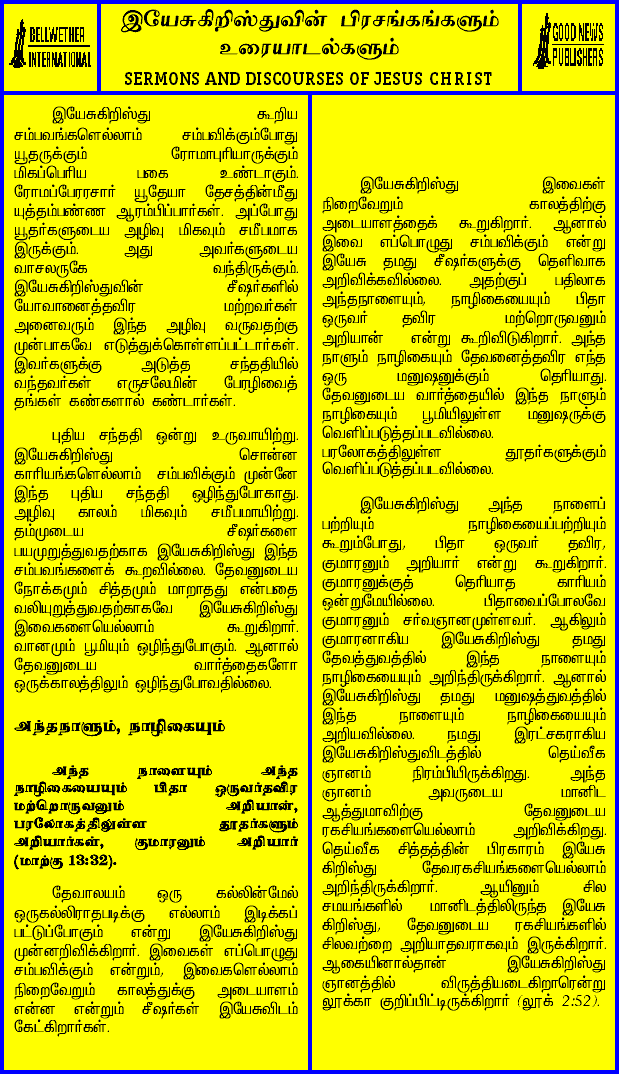 BELLWETHER
INTERNATIONAL
இயேசுகிறிஸ்துவின் பிரசங்கங்களும்
உரையாடல்களும்
SERMONS AND DISCOURSES OF JESUS CHRIST
GOOD NEWS
PUBLISHERS
இயேசுகிறிஸ்து கூறிய
சம்பவங்களெல்லாம் சம்பவிக்கும்போது
யூதருக்கும் ரோமாபுரியாருக்கும்
மிகப்பெரிய பகை உண்டாகும்.
ரோமப்பேரரசார் யூதேயா தேசத்தின்மீது
யுத்தம்பண்ண ஆரம்பிப்பார்கள். அப்போது
யூதர்களுடைய அழிவு மிகவும் சமீபமாக
இருக்கும். அது அவர்களுடைய
வாசலருகே வந்திருக்கும்.
இயேசுகிறிஸ்துவின் சீஷர்களில்
யோவானைத்தவிர மற்றவர்கள்
அனைவரும் இந்த அழிவு வருவதற்கு
முன்பாகவே எடுத்துக்கொள்ளப்பட்டார்கள்.
இவர்களுக்கு அடுத்த சந்ததியில்
வந்தவர்கள் எருசலேமின் பேரழிவைத்
தங்கள் கண்களால் கண்டார்கள்.
புதிய சந்ததி ஒன்று உருவாயிற்று.
இயேசுகிறிஸ்து சொன்ன
காரியங்களெல்லாம் சம்பவிக்கும் முன்னே
இந்த புதிய சந்ததி ஒழிந்துபோகாது.
அழிவு காலம் மிகவும் சமீபமாயிற்று.
தம்முடைய சீஷர்களை
பயமுறுத்துவதற்காக இயேசுகிறிஸ்து இந்த
சம்பவங்களைக் கூறவில்லை. தேவனுடைய
நோக்கமும் சித்தமும் மாறாதது என்பதை
வலியுறுத்துவதற்காகவே இயேசுகிறிஸ்து
இவைகளையெல்லாம் கூறுகிறார்.
வானமும் பூமியும் ஒழிந்துபோகும். ஆனால்
தேவனுடைய வார்த்தைகளோ
ஒருக்காலத்திலும் ஒழிந்துபோவதில்லை.
அந்தநாளும், நாழிகையும்
அந்த நாளையும் அந்த
நாழிகையையும் பிதா ஒருவர்தவிர
மற்றொருவனும் அறியான்,
பரலோகத்திலுள்ள தூதர்களும்
அறியார்கள், குமாரனும் அறியார்
(மாற்கு 13:32).
தேவாலயம் ஒரு கல்லின்மேல்
ஒருகல்லிராதபடிக்கு எல்லாம் இடிக்கப்
பட்டுப்போகும் என்று இயேசுகிறிஸ்து
முன்னறிவிக்கிறார். இவைகள் எப்பொழுது
சம்பவிக்கும் என்றும், இவைகளெல்லாம்
நிறைவேறும் காலத்துக்கு அடையாளம்
என்ன என்றும் சீஷர்கள் இயேசுவிடம்
கேட்கிறார்கள்.
இயேசுகிறிஸ்து இவைகள்
நிறைவேறும் காலத்திற்கு
அடையாளத்தைக் கூறுகிறார். ஆனால்
இவை எப்பொழுது சம்பவிக்கும் என்று
இயேசு தமது சீஷர்களுக்கு தெளிவாக
அறிவிக்கவில்லை. அதற்குப் பதிலாக
அந்தநாளையும், நாழிகையையும் பிதா
ஒருவர் தவிர மற்றொருவனும்
அறியான் என்று கூறிவிடுகிறார். அந்த
நாளும் நாழிகையும் தேவனைத்தவிர எந்த
ஒரு மனுஷனுக்கும் தெரியாது.
தேவனுடைய வார்த்தையில் இந்த நாளும்
நாழிகையும் பூமியிலுள்ள மனுஷருக்கு
வெளிப்படுத்தப்படவில்லை.
பரலோகத்திலுள்ள தூதர்களுக்கும்
வெளிப்படுத்தப்படவில்லை.
இயேசுகிறிஸ்து அந்த நாளைப்
பற்றியும் நாழிகையைப்பற்றியும்
கூறும்போது, பிதா ஒருவர் தவிர,
குமாரனும் அறியார் என்று கூறுகிறார்.
குமாரனுக்குத் தெரியாத காரியம்
ஒன்றுமேயில்லை. பிதாவைப்போலவே
குமாரனும் சர்வஞானமுள்ளவர். ஆகிலும்
குமாரனாகிய இயேசுகிறிஸ்து தமது
தேவத்துவத்தில் இந்த நாளையும்
நாழிகையையும் அறிந்திருக்கிறார். ஆனால்
இயேசுகிறிஸ்து தமது மனுஷத்துவத்தில்
இந்த நாளையும் நாழிகையையும்
அறியவில்லை. நமது இரட்சகராகிய
இயேசுகிறிஸ்துவிடத்தில் தெய்வீக
ஞானம் நிரம்பியிருக்கிறது. அந்த
ஞானம் அவருடைய மானிட
ஆத்துமாவிற்கு தேவனுடைய
ரகசியங்களையெல்லாம் அறிவிக்கிறது.
தெய்வீக சித்தத்தின் பிரகாரம் இயேசு
கிறிஸ்து தேவரகசியங்களையெல்லாம்
அறிந்திருக்கிறார். ஆயினும் சில
சமயங்களில் மானிடத்திலிருந்த இயேசு
கிறிஸ்து, தேவனுடைய ரகசியங்களில்
சிலவற்றை அறியாதவராகவும் இருக்கிறார்.
ஆகையினால்தான் இயேசுகிறிஸ்து
ஞானத்தில் விருத்தியடைகிறாரென்று
லூக்கா குறிப்பிட்டிருக்கிறார் (லூக் 2:52).